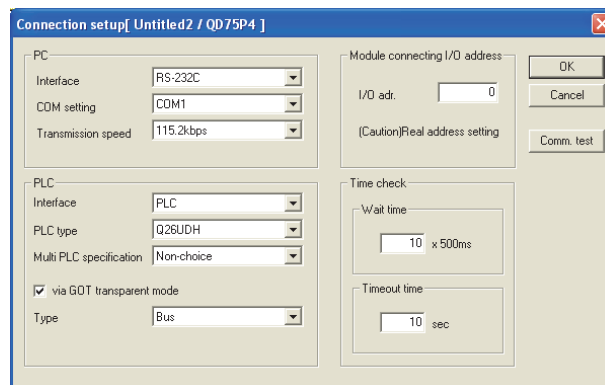 Connection setup[ Untitled2 / QD75P4 ]
PC
Interface RS-232C
COM setting COM1
Transmission speed 115.2kbps
Module connecting I/O address
I/O adr. 0
(Caution)Real address setting
OK
Cancel
Comm. test
PLC
Interface PLC
PLC type Q26UDH
Multi PLC specification Non-choice
via GOT transparent mode
Type Bus
Time check
Wait time
10 x 500ms
Timeout time
10 sec